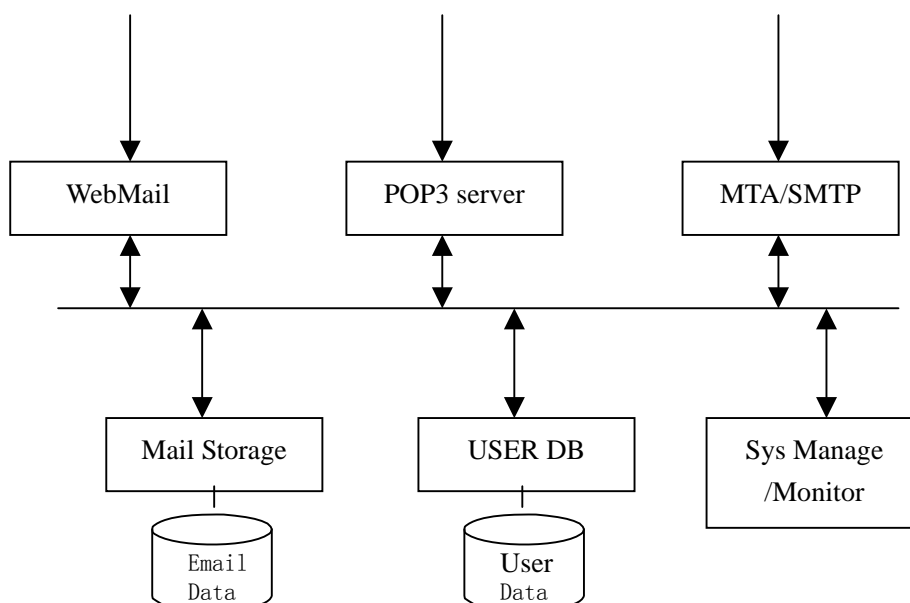 WebMail
POP3 server
MTA/SMTP
Mail Storage
USER DB
Sys Manage
/Monitor
Email
Data
User
Data